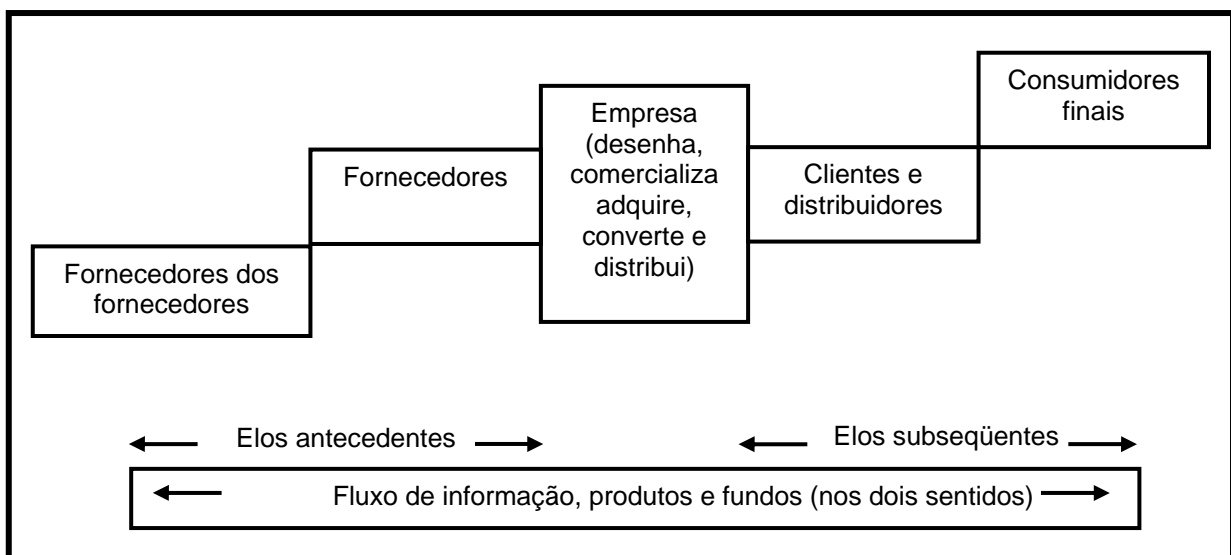 Fornecedores dos
fornecedores
Fornecedores
Empresa
(desenha,
comercializa
adquire,
converte e
distribui)
Clientes e
distribuidores
Consumidores
finais
Elos antecedentes
Elos subseqüentes
Fluxo de informação, produtos e fundos (nos dois sentidos)